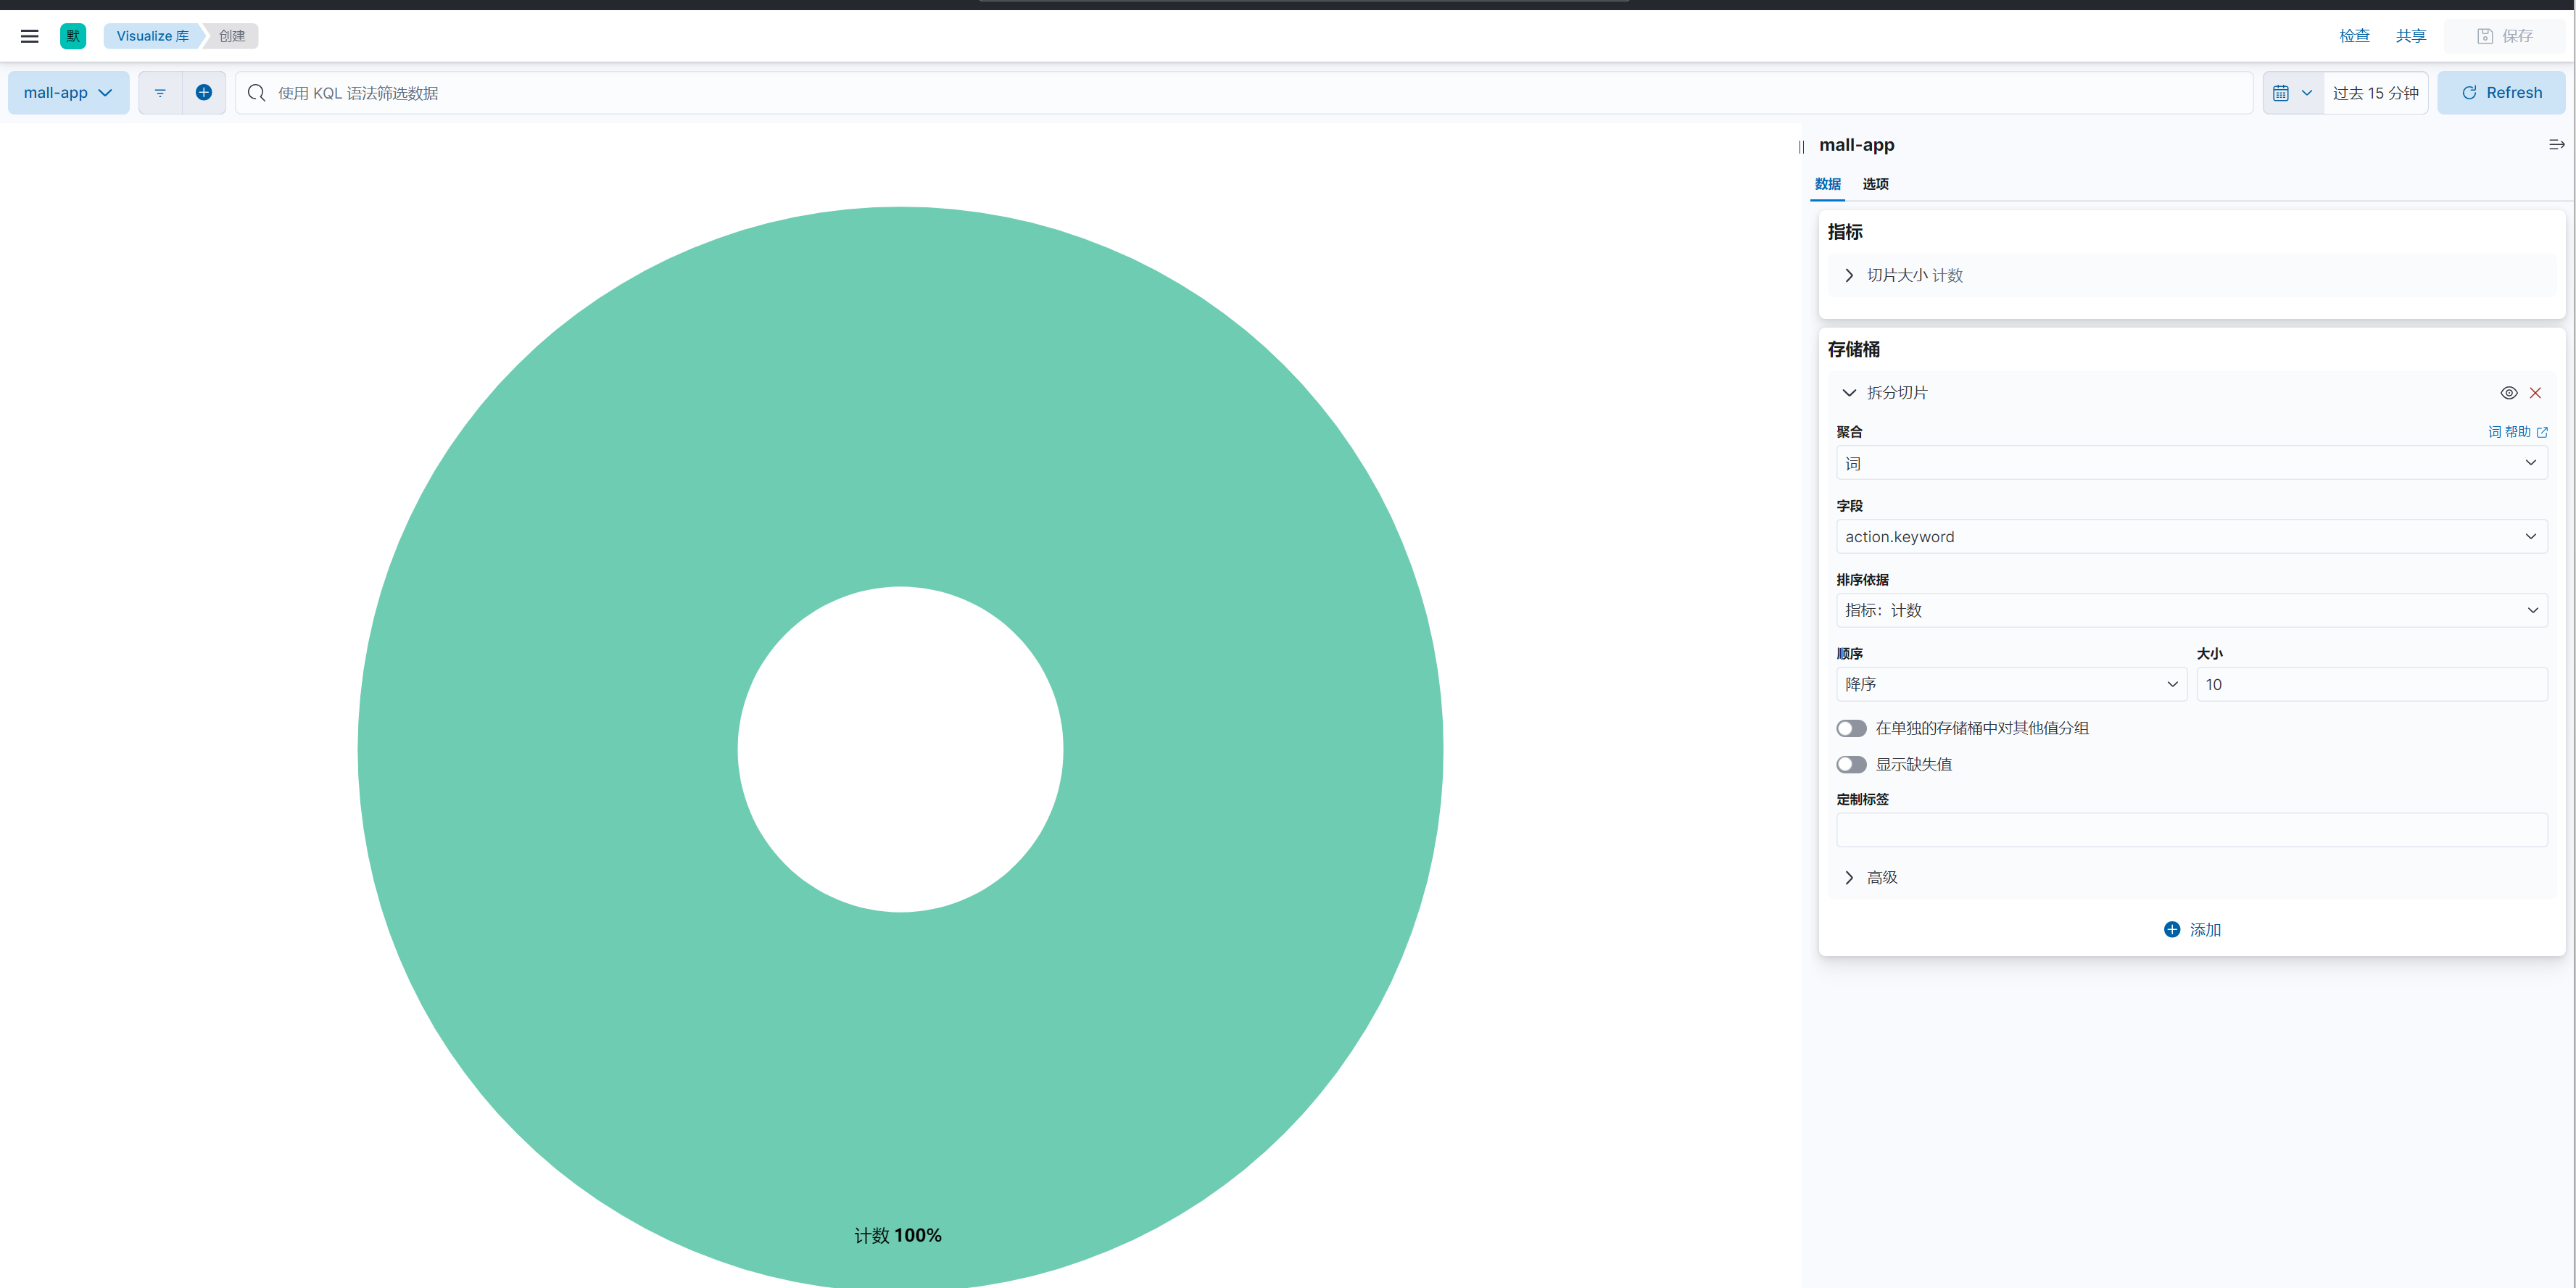 默 Visualize 库 创建 检查 共享 保存
mall-app 使用 KQL 语法筛选数据 过去 15 分钟 Refresh
mall-app
数据 选项
指标
切片大小 计数
存储桶
拆分切片
聚合 词 帮助
词
字段
action.keyword
排序依据
指标：计数
顺序 大小
降序 10
在单独的存储桶中对其他值分组
显示缺失值
定制标签
高级
添加
计数 100%